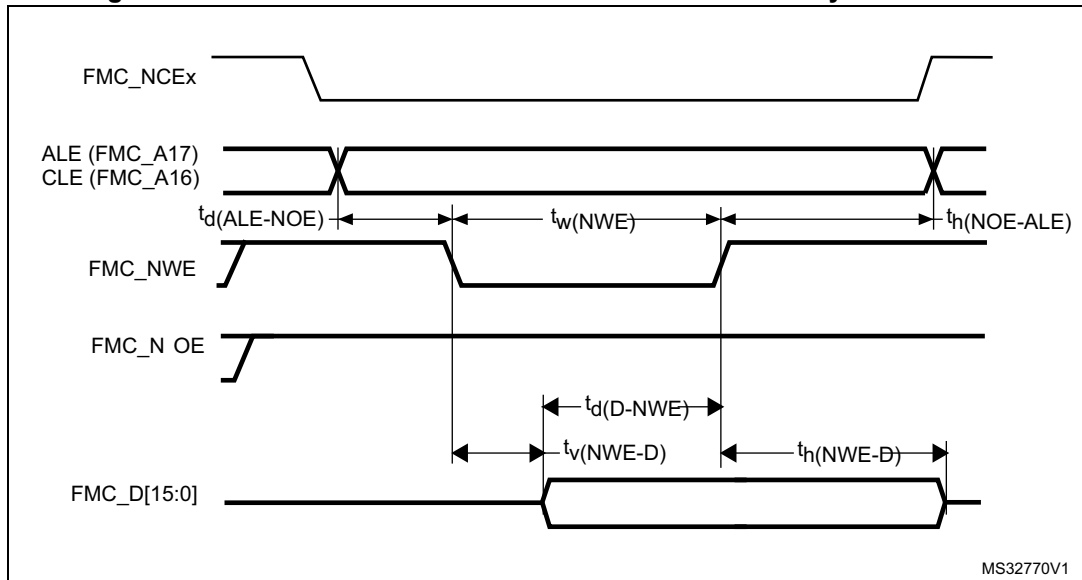 FMC_NCEx
ALE (FMC_A17)
CLE (FMC_A16)
td(ALE-NOE) tw(NWE) th(NOE-ALE)
FMC_NWE
FMC_N OE
td(D-NWE)
tv(NWE-D) th(NWE-D)
FMC_D[15:0]
MS32770V1